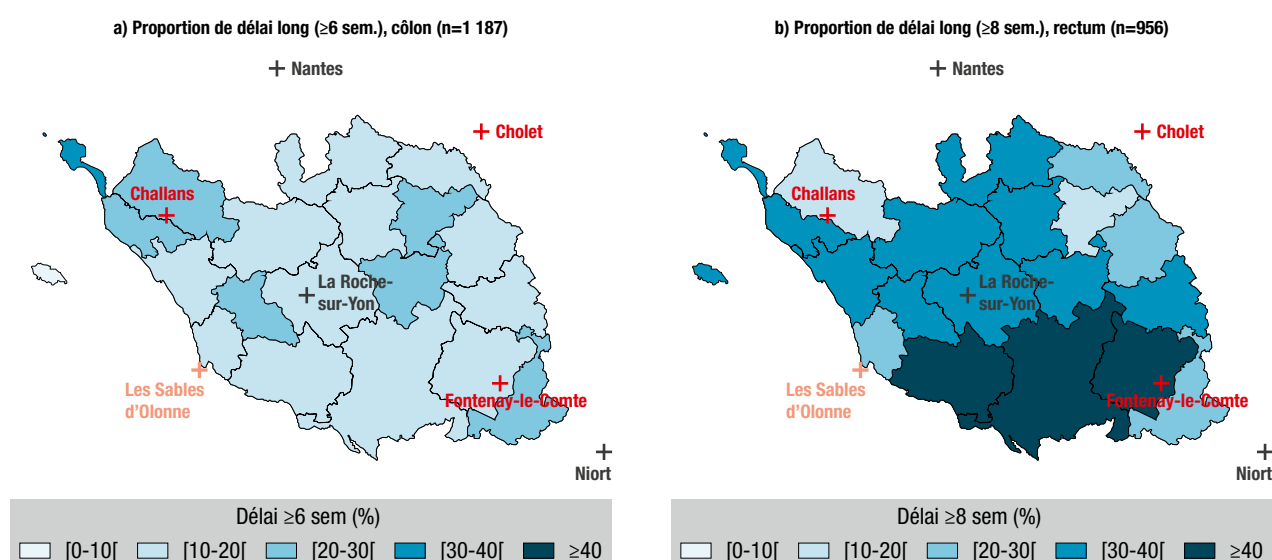 a) Proportion de délai long (≥6 sem.), côlon (n=1 187)
Nantes
Cholet
Challans
La Roche-
sur-Yon
Les Sables
d'Olonne
Fontenay-le-Comte
Niort
Délai ≥6 sem (%)
[0-10[ [10-20[ [20-30[ [30-40[ ≥40
b) Proportion de délai long (≥8 sem.), rectum (n=956)
Nantes
Cholet
Challans
La Roche-
sur-Yon
Les Sables
d'Olonne
Fontenay-le-Comte
Niort
Délai ≥8 sem (%)
[0-10[ [10-20[ [20-30[ [30-40[ ≥40